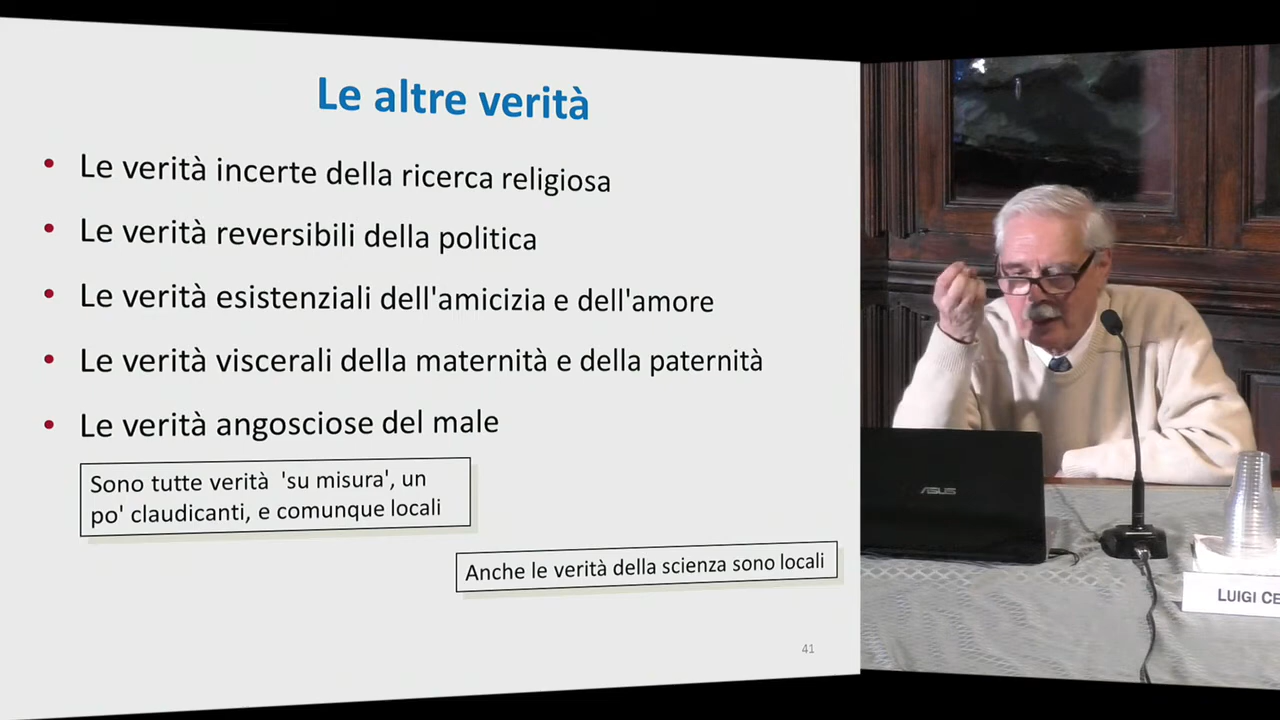 Le altre verità
• Le verità incerte della ricerca religiosa
• Le verità reversibili della politica
• Le verità esistenziali dell'amicizia e dell'amore
• Le verità viscerali della maternità e della paternità
• Le verità angosciose del male
Sono tutte verità 'su misura', un
po' claudicanti, e comunque locali
Anche le verità della scienza sono locali
41
ASUS
LUIGI CE